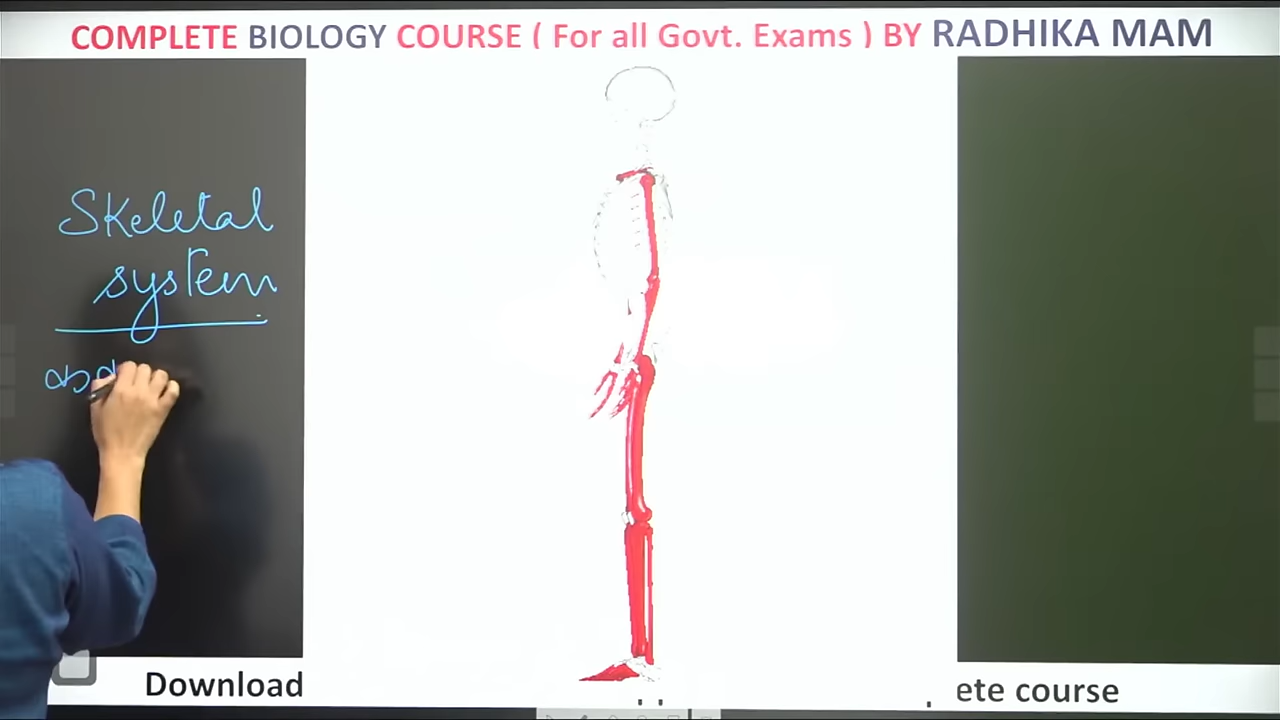 COMPLETE BIOLOGY COURSE ( For all Govt. Exams ) BY RADHIKA MAM
Skeletal
system
Download
ete course